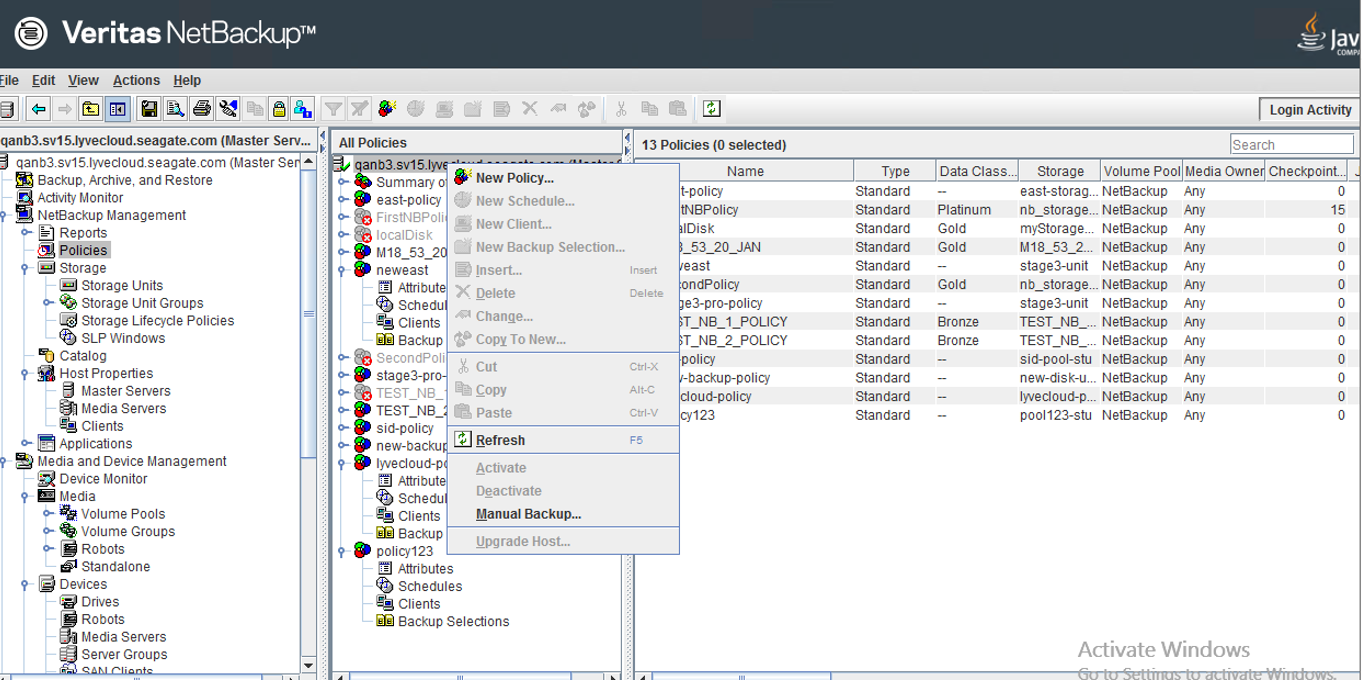 Veritas NetBackup™
File Edit View Actions Help
Login Activity
qanb3.sv15.lyvecloud.seagate.com (Master Serv...
qanb3.sv15.lyvecloud.seagate.com (Master Ser
Backup, Archive, and Restore
Activity Monitor
NetBackup Management
Reports
Policies
Storage
Storage Units
Storage Unit Groups
Storage Lifecycle Policies
SLP Windows
Catalog
Host Properties
Master Servers
Media Servers
Clients
Applications
Media and Device Management
Device Monitor
Media
Volume Pools
Volume Groups
Robots
Standalone
Devices
Drives
Robots
Media Servers
Server Groups
SAN Clients
All Policies
qanb3.sv15.lyvecloud.seagate.com (Master
Summary o
east-policy
FirstNBPoli
localDisk
M18_53_20
neweast
Attribute
Schedul
Clients
Backup
SecondPoli
stage3-pro-
TEST_NB_
TEST_NB_2
sid-policy
new-backup
lyvecloud-po
Attribute
Schedul
Clients
Backup
policy123
Attributes
Schedules
Clients
Backup Selections
New Policy...
New Schedule...
New Client...
New Backup Selection...
Insert... Insert
Delete Delete
Change...
Copy To New...
Cut Ctrl-X
Copy Alt-C
Paste Ctrl-V
Refresh F5
Activate
Deactivate
Manual Backup...
Upgrade Host...
13 Policies (0 selected)
Search
Name Type Data Class... Storage Volume Pool Media Owner Checkpoint...
t-policy Standard -- east-storag... NetBackup Any 0
tNBPolicy Standard Platinum nb_storage... NetBackup Any 15
alDisk Standard Gold myStorage... NetBackup Any 0
8_53_20_JAN Standard Gold M18_53_2... NetBackup Any 0
weast Standard -- stage3-unit NetBackup Any 0
condPolicy Standard Gold nb_storage... NetBackup Any 0
ge3-pro-policy Standard -- stage3-unit NetBackup Any 0
ST_NB_1_POLICY Standard Bronze TEST_NB_... NetBackup Any 0
ST_NB_2_POLICY Standard Bronze TEST_NB_... NetBackup Any 0
-policy Standard -- sid-pool-stu NetBackup Any 0
w-backup-policy Standard -- new-disk-u... NetBackup Any 0
ecloud-policy Standard -- lyvecloud-p... NetBackup Any 0
cy123 Standard -- pool123-stu NetBackup Any 0
Activate Windows
Go to Settings to activate Windows.